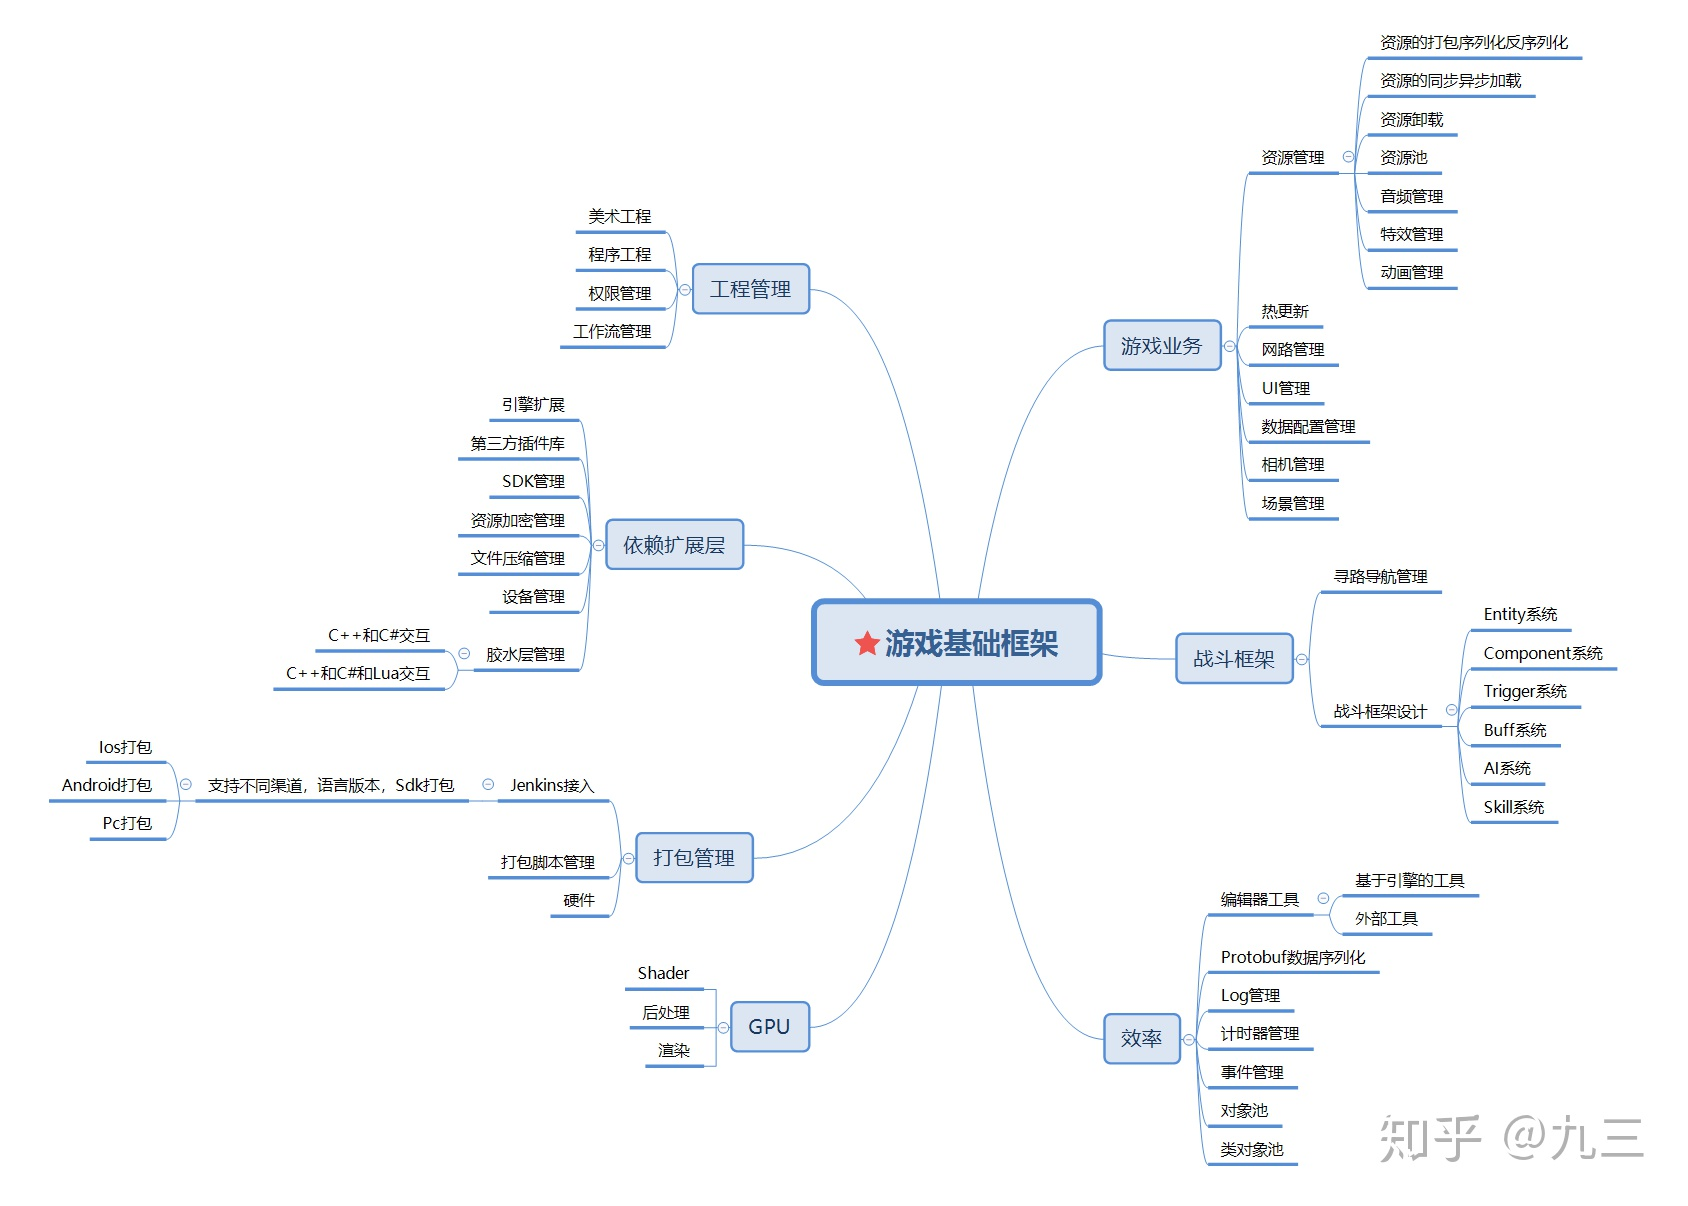 游戏基础框架
游戏业务
资源管理
资源的打包序列化反序列化
资源的同步异步加载
资源卸载
资源池
音频管理
特效管理
动画管理
热更新
网路管理
UI管理
数据配置管理
相机管理
场景管理
战斗框架
寻路导航管理
战斗框架设计
Entity系统
Component系统
Trigger系统
Buff系统
AI系统
Skill系统
效率
编辑器工具
基于引擎的工具
外部工具
Protobuf数据序列化
Log管理
计时器管理
事件管理
对象池
类对象池
工程管理
美术工程
程序工程
权限管理
工作流管理
依赖扩展层
引擎扩展
第三方插件库
SDK管理
资源加密管理
文件压缩管理
设备管理
胶水层管理
C++和C#交互
C++和C#和Lua交互
打包管理
Jenkins接入
支持不同渠道，语言版本，Sdk打包
Ios打包
Android打包
Pc打包
打包脚本管理
硬件
GPU
Shader
后处理
渲染
知乎 @九三